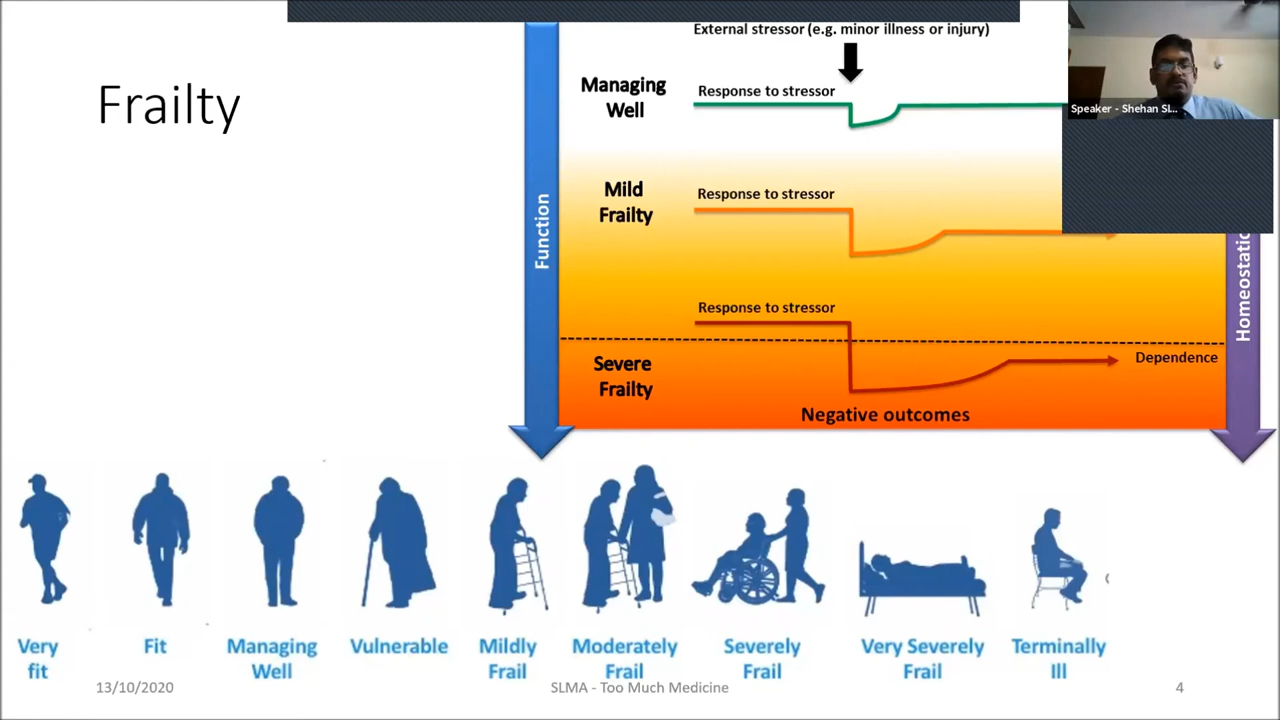 Frailty
External stressor (e.g. minor illness or injury)
Managing
Well
Response to stressor
Speaker - Shehan Sl...
Mild
Frailty
Response to stressor
Function
Response to stressor
Severe
Frailty
Dependence
Negative outcomes
Very
fit
Fit
Managing
Well
Vulnerable
Mildly
Frail
Moderately
Frail
Severely
Frail
Very Severely
Frail
Terminally
Ill
13/10/2020
SLMA - Too Much Medicine
4